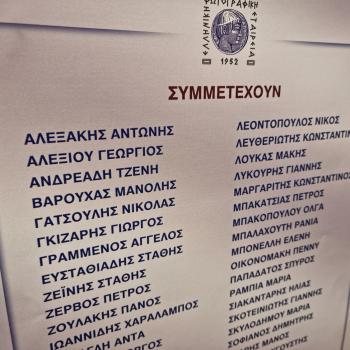 ΕΛΛΗΝΙΚΗ ΦΩΤΟΓΡΑΦΙΚΗ ΕΤΑΙΡΕΙΑ
1952
ΣΥΜΜΕΤΕΧΟΥΝ
ΑΛΕΞΑΚΗΣ ΑΝΤΩΝΗΣ
ΑΛΕΞΙΟΥ ΓΕΩΡΓΙΟΣ
ΑΝΔΡΕΑΔΗ ΤΖΕΝΗ
ΒΑΡΟΥΧΑΣ ΜΑΝΟΛΗΣ
ΓΑΤΣΟΥΛΗΣ ΝΙΚΟΛΑΣ
ΓΚΙΖΑΡΗΣ ΓΙΩΡΓΟΣ
ΓΡΑΜΜΕΝΟΣ ΑΓΓΕΛΟΣ
ΕΥΣΤΑΘΙΑΔΗΣ ΣΤΑΘΗΣ
ΖΕΪΝΗΣ ΣΤΑΘΗΣ
ΖΕΡΒΟΣ ΠΕΤΡΟΣ
ΖΟΥΛΑΚΗΣ ΠΑΝΟΣ
ΙΩΑΝΝΙΔΗΣ ΧΑΡΑΛΑΜΠΟΣ
ΑΝΤΑ
ΛΕΟΝΤΟΠΟΥΛΟΣ ΝΙΚΟΣ
ΛΕΥΘΕΡΙΩΤΗΣ ΚΩΝΣΤΑΝΤΙΝ
ΛΟΥΚΑΣ ΜΑΚΗΣ
ΛΥΚΟΥΡΗΣ ΓΙΑΝΝΗΣ
ΜΑΡΓΑΡΙΤΗΣ ΚΩΝΣΤΑΝΤΙΝΟΣ
ΜΠΑΚΑΤΣΙΑΣ ΠΕΤΡΟΣ
ΜΠΑΚΟΠΟΥΛΟΥ ΟΛΓΑ
ΜΠΑΛΑΧΟΥΤΗ ΡΑΝΙΑ
ΜΠΟΝΕΛΛΗ ΕΛΕΝΗ
ΟΙΚΟΝΟΜΑΚΗ ΠΕΝΝΥ
ΠΑΠΑΔΑΤΟΣ ΣΠΥΡΟΣ
ΡΑΜΠΙΑ ΜΑΡΙΑ
ΣΙΑΚΑΝΤΑΡΗΣ ΗΛΙΑΣ
ΣΚΟΤΕΙΝΙΩΤΗΣ ΓΙΑΝΝΗΣ
ΣΚΥΛΟΔΗΜΟΥ ΜΑΡΙΑ
ΣΟΦΙΑΝΟΣ ΔΗΜΗΤΡΗΣ
ΜΑΝΟΣ